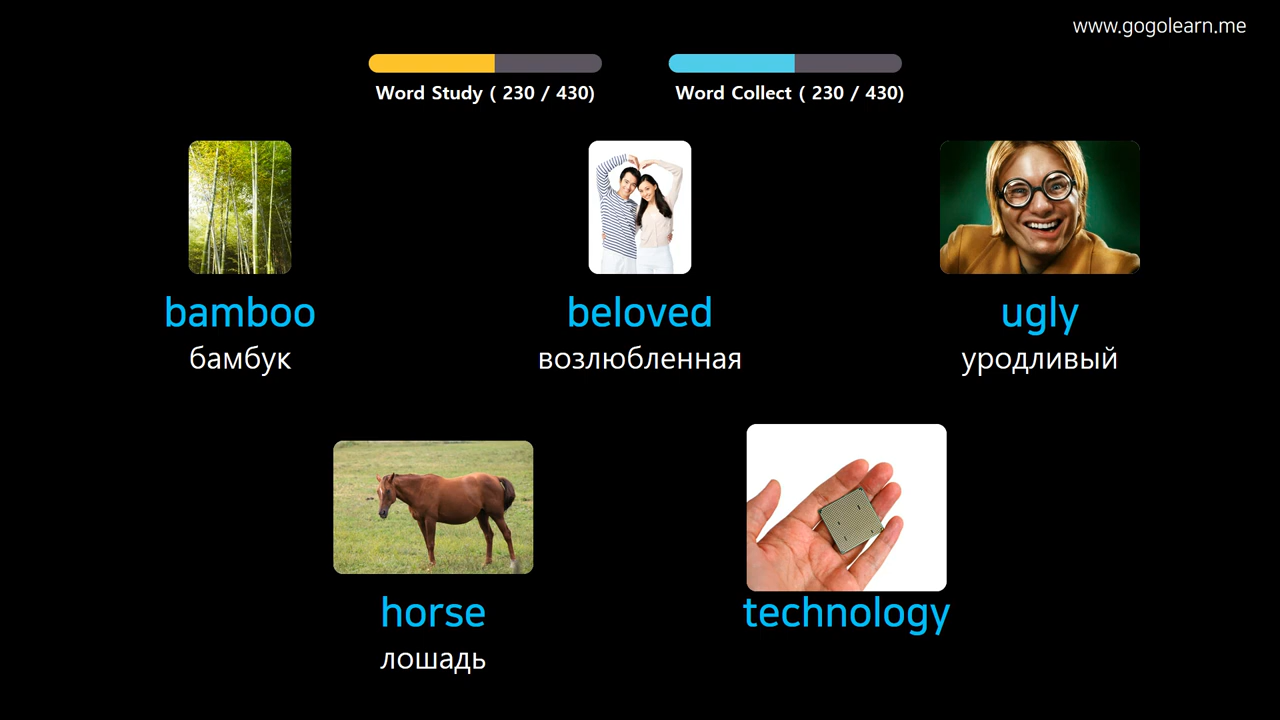 www.gogolearn.me
Word Study ( 230 / 430)
Word Collect ( 230 / 430)
bamboo
бамбук
beloved
возлюбленная
ugly
уродливый
horse
лошадь
technology